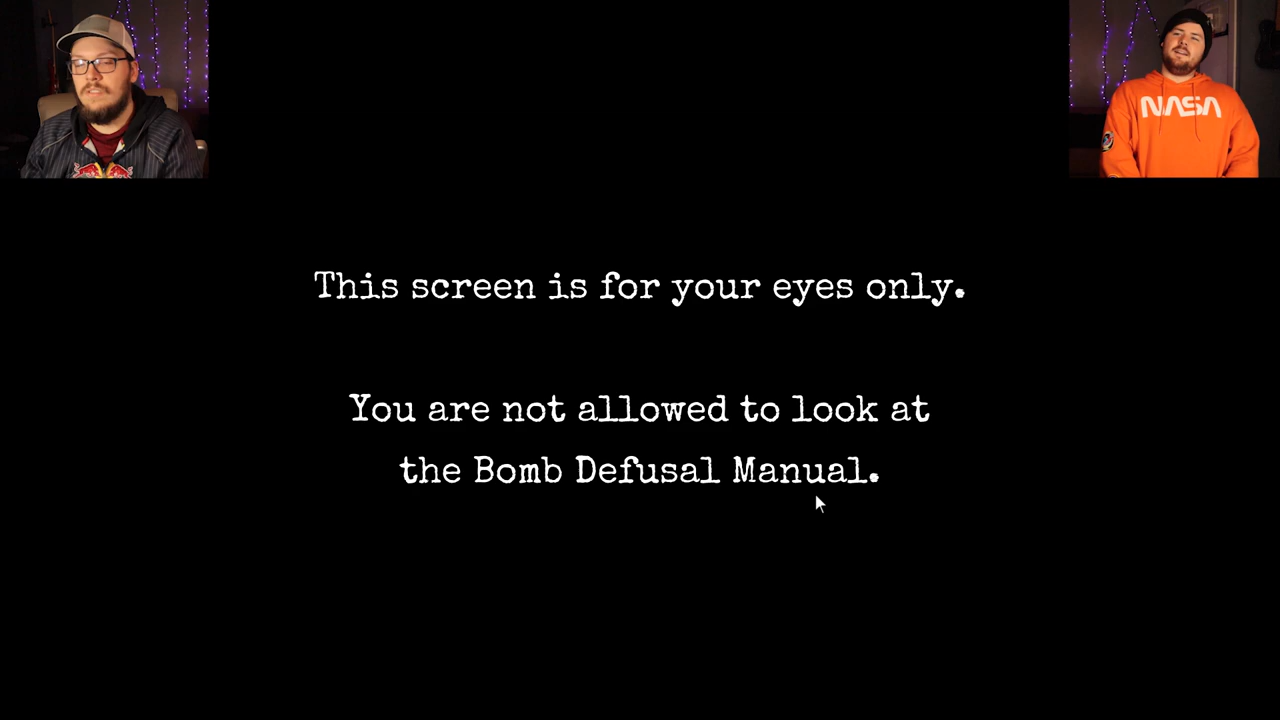 NASA
This screen is for your eyes only.
You are not allowed to look at
the Bomb Defusal Manual.